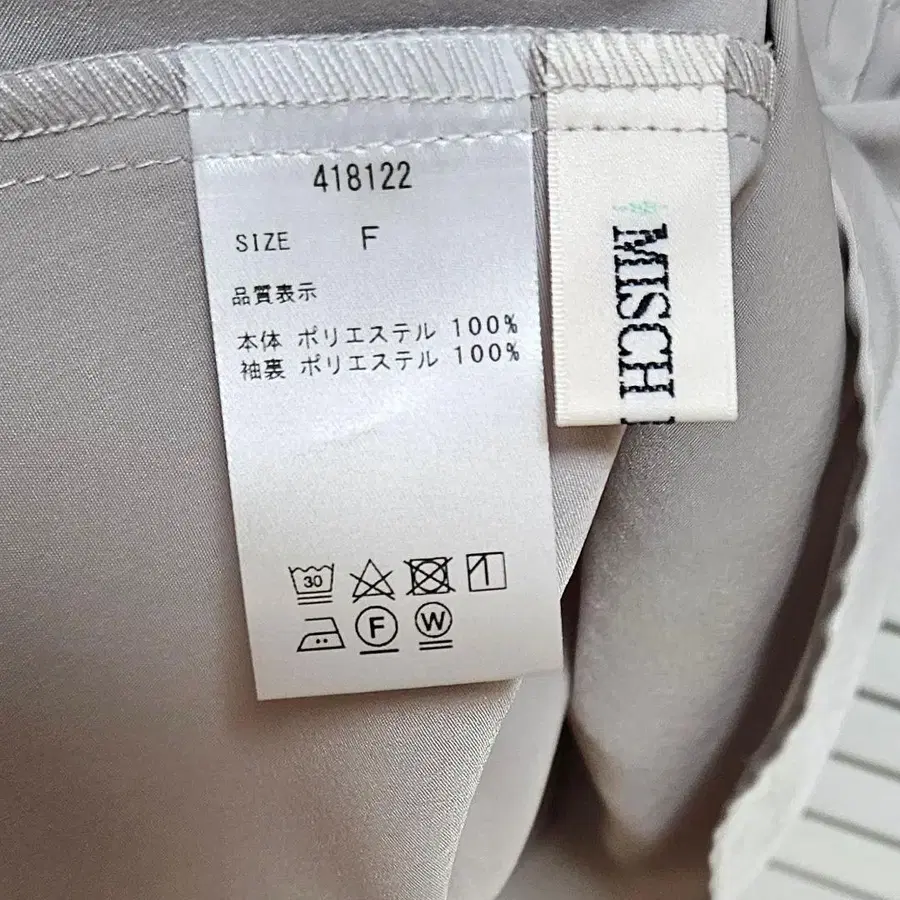 418122
SIZE F
品質表示
本体 ポリエステル 100%
袖裏 ポリエステル 100%
30
F W
MISCH